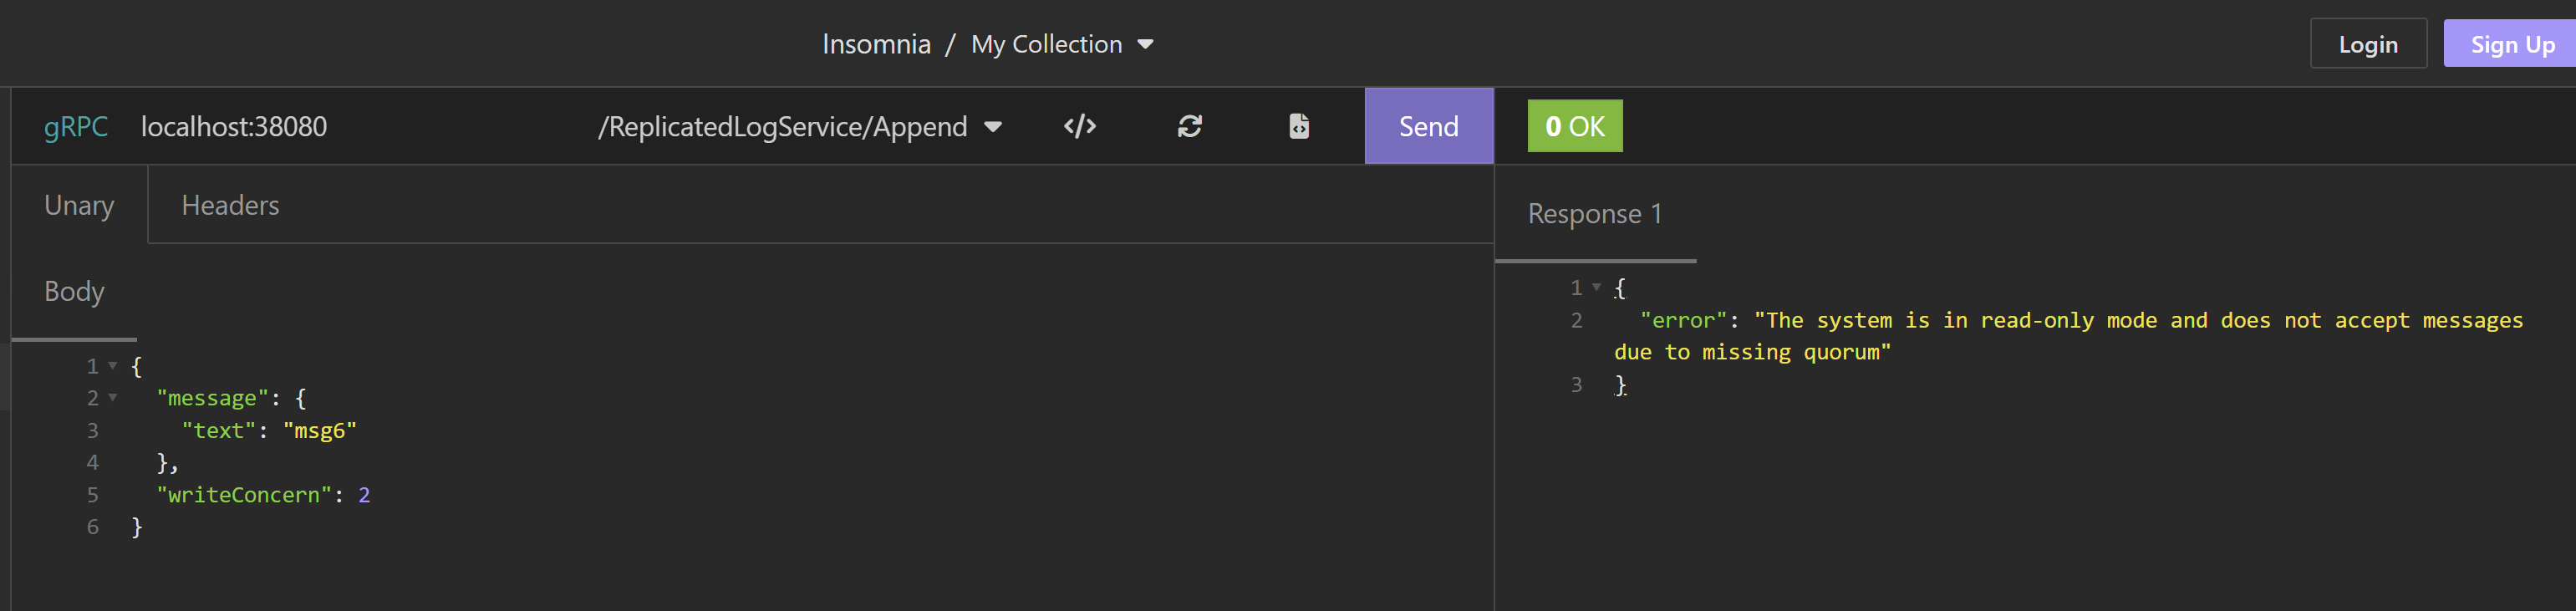 Insomnia / My Collection
Login
Sign Up
gRPC localhost:38080 /ReplicatedLogService/Append </> Send
0 OK
Unary Headers
Response 1
Body
1 {
2 "message": {
3 "text": "msg6"
4 },
5 "writeConcern": 2
6 }
1 {
2 "error": "The system is in read-only mode and does not accept messages
due to missing quorum"
3 }